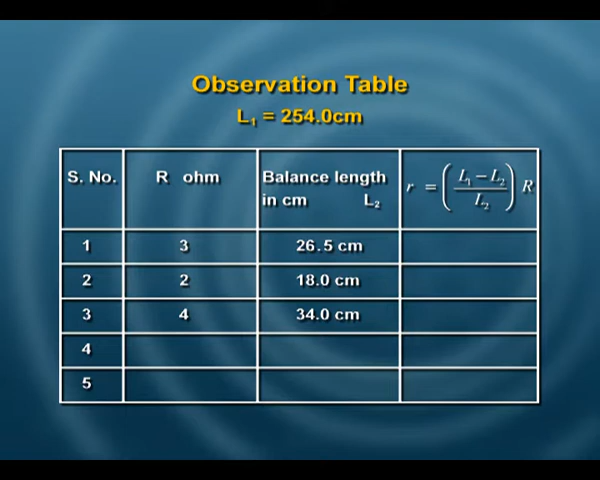 Observation Table
L₁ = 254.0cm
S. No. R ohm Balance length in cm L₂ r = (L₁ – L₂ / L₂) R
1 3 26.5 cm
2 2 18.0 cm
3 4 34.0 cm
4
5